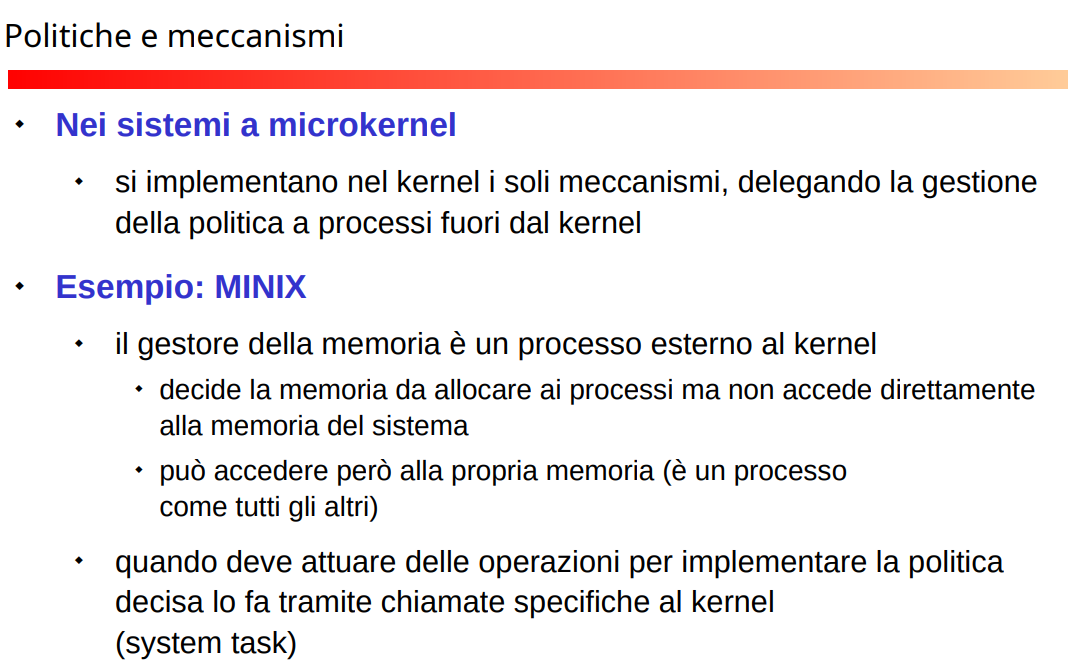 Politiche e meccanismi
Nei sistemi a microkernel
si implementano nel kernel i soli meccanismi, delegando la gestione
della politica a processi fuori dal kernel
Esempio: MINIX
il gestore della memoria è un processo esterno al kernel
decide la memoria da allocare ai processi ma non accede direttamente
alla memoria del sistema
può accedere però alla propria memoria (è un processo
come tutti gli altri)
quando deve attuare delle operazioni per implementare la politica
decisa lo fa tramite chiamate specifiche al kernel
(system task)